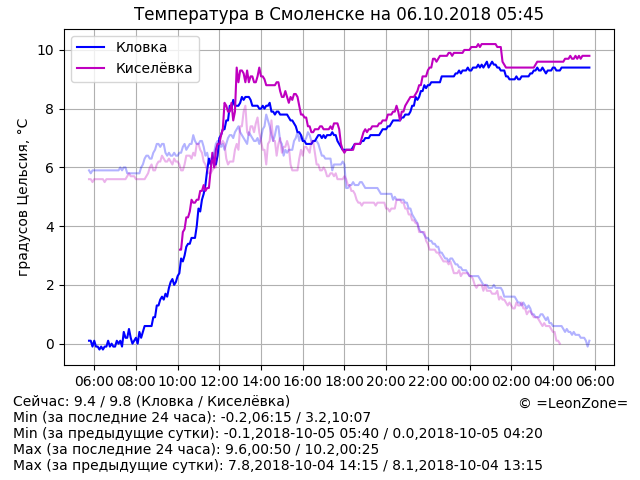 Температура в Смоленске на 06.10.2018 05:45
Кловка
Киселёвка
градусов Цельсия, °C
10
8
6
4
2
0
06:00 08:00 10:00 12:00 14:00 16:00 18:00 20:00 22:00 00:00 02:00 04:00 06:00
Сейчас: 9.4 / 9.8 (Кловка / Киселёвка)
© =LeonZone=
Min (за последние 24 часа): -0.2,06:15 / 3.2,10:07
Min (за предыдущие сутки): -0.1,2018-10-05 05:40 / 0.0,2018-10-05 04:20
Max (за последние 24 часа): 9.6,00:50 / 10.2,00:25
Max (за предыдущие сутки): 7.8,2018-10-04 14:15 / 8.1,2018-10-04 13:15